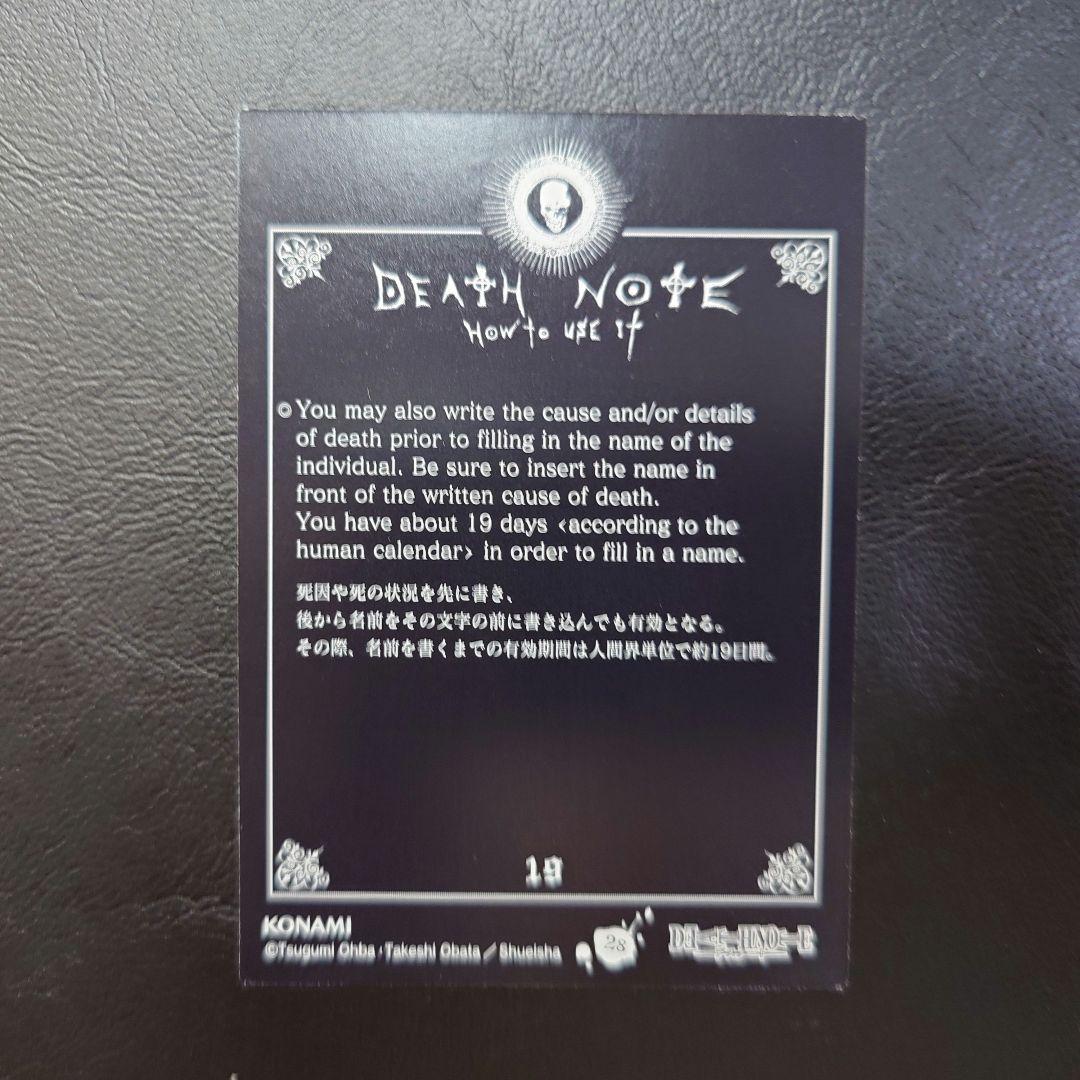 DEATH NOTE
HOW TO USE IT
◎You may also write the cause and/or details
of death prior to filling in the name of the
individual. Be sure to insert the name in
front of the written cause of death.
You have about 19 days <according to the
human calendar> in order to fill in a name.
死因や死の状況を先に書き、
後から名前をその文字の前に書き込んでも有効となる。
その際、名前を書くまでの有効期間は人間界単位で約19日間。
19
KONAMI
©Tsugumi Ohba・Takeshi Obata／Shueisha
28
DEATH NOTE